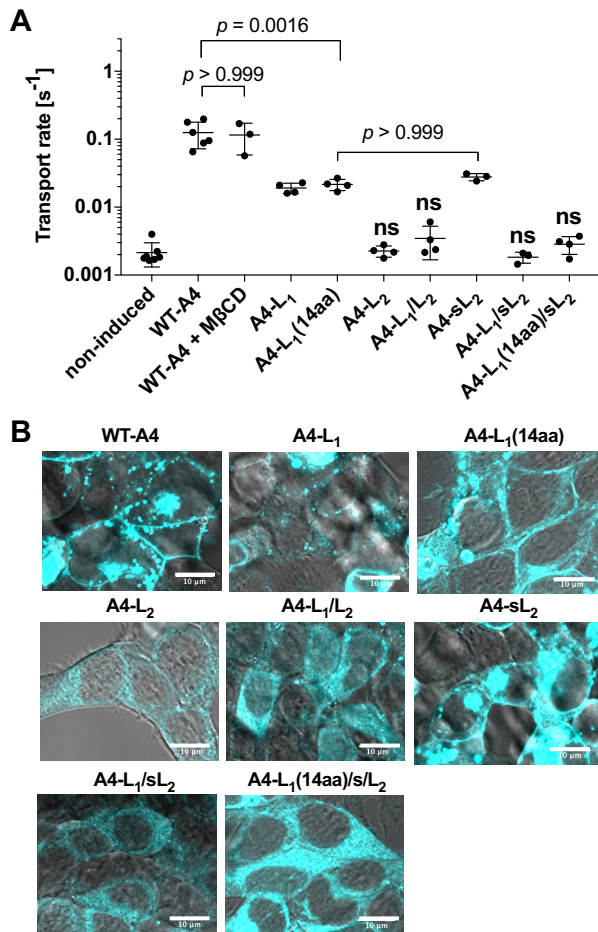 A
p = 0.0016
p > 0.999
p > 0.999
Transport rate [s⁻¹]
1
0.1
0.01
0.001
ns
ns
ns
ns
non-induced
WT-A4
WT-A4 + MβCD
A4-L₁
A4-L₁(14aa)
A4-L₂
A4-L₁/L₂
A4-sL₂
A4-L₁/sL₂
A4-L₁(14aa)/sL₂
B
WT-A4
A4-L₁
A4-L₁(14aa)
10 µm
10 µm
10 µm
A4-L₂
A4-L₁/L₂
A4-sL₂
10 µm
10 µm
10 µm
A4-L₁/sL₂
A4-L₁(14aa)/s/L₂
10 µm
10 µm